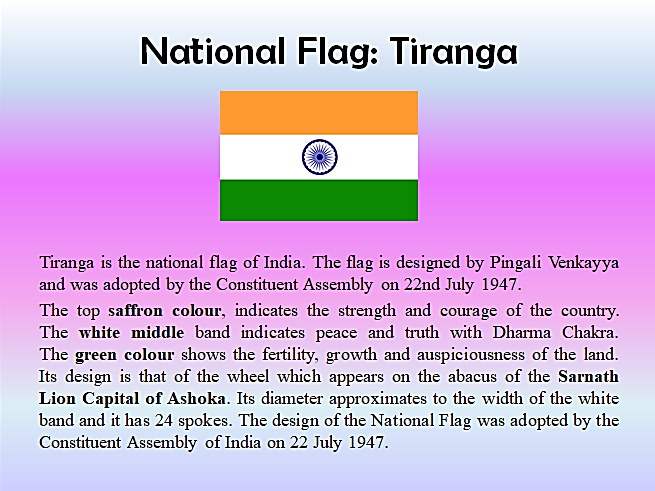 National Flag: Tiranga
Tiranga is the national flag of India. The flag is designed by Pingali Venkayya
and was adopted by the Constituent Assembly on 22nd July 1947.
The top saffron colour, indicates the strength and courage of the country.
The white middle band indicates peace and truth with Dharma Chakra.
The green colour shows the fertility, growth and auspiciousness of the land.
Its design is that of the wheel which appears on the abacus of the Sarnath
Lion Capital of Ashoka. Its diameter approximates to the width of the white
band and it has 24 spokes. The design of the National Flag was adopted by the
Constituent Assembly of India on 22 July 1947.